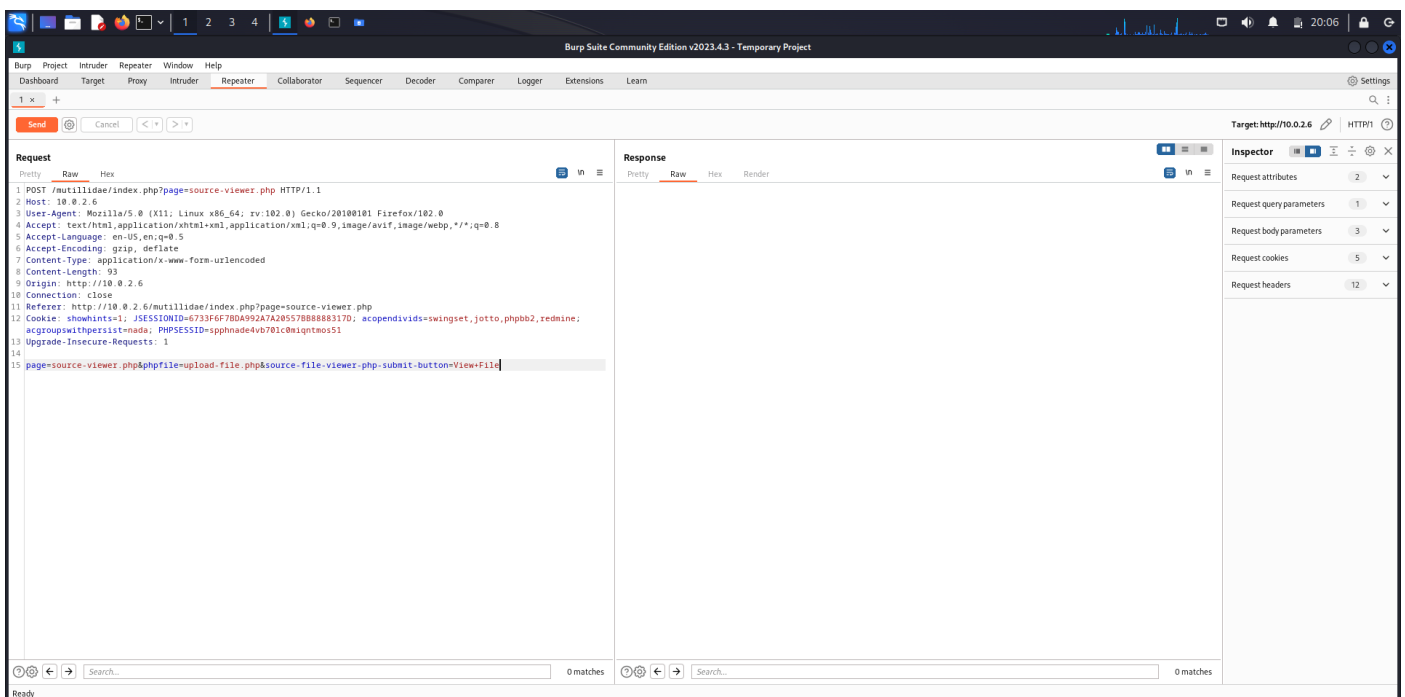 1 2 3 4
20:06
Burp Suite Community Edition v2023.4.3 - Temporary Project
Burp Project Intruder Repeater Window Help
Dashboard Target Proxy Intruder Repeater Collaborator Sequencer Decoder Comparer Logger Extensions Learn
Settings
1 × +
Send Cancel < >
Target: http://10.0.2.6 HTTP/1 ?
Request
Pretty Raw Hex
\n
1 POST /mutillidae/index.php?page=source-viewer.php HTTP/1.1
2 Host: 10.0.2.6
3 User-Agent: Mozilla/5.0 (X11; Linux x86_64; rv:102.0) Gecko/20100101 Firefox/102.0
4 Accept: text/html,application/xhtml+xml,application/xml;q=0.9,image/avif,image/webp,*/*;q=0.8
5 Accept-Language: en-US,en;q=0.5
6 Accept-Encoding: gzip, deflate
7 Content-Type: application/x-www-form-urlencoded
8 Content-Length: 93
9 Origin: http://10.0.2.6
10 Connection: close
11 Referer: http://10.0.2.6/mutillidae/index.php?page=source-viewer.php
12 Cookie: showhints=1; JSESSIONID=6733F6F7BDA992A7A20557BB8888317D; acopendivids=swingset,jotto,phpbb2,redmine;
acgroupswithpersist=nada; PHPSESSID=spphnade4vb701c0miqntmos51
13 Upgrade-Insecure-Requests: 1
14
15 page=source-viewer.php&phpfile=upload-file.php&source-file-viewer-php-submit-button=View+File
Search...
0 matches
Response
Pretty Raw Hex Render
\n
Search...
0 matches
Inspector
Request attributes 2
Request query parameters 1
Request body parameters 3
Request cookies 5
Request headers 12
Ready